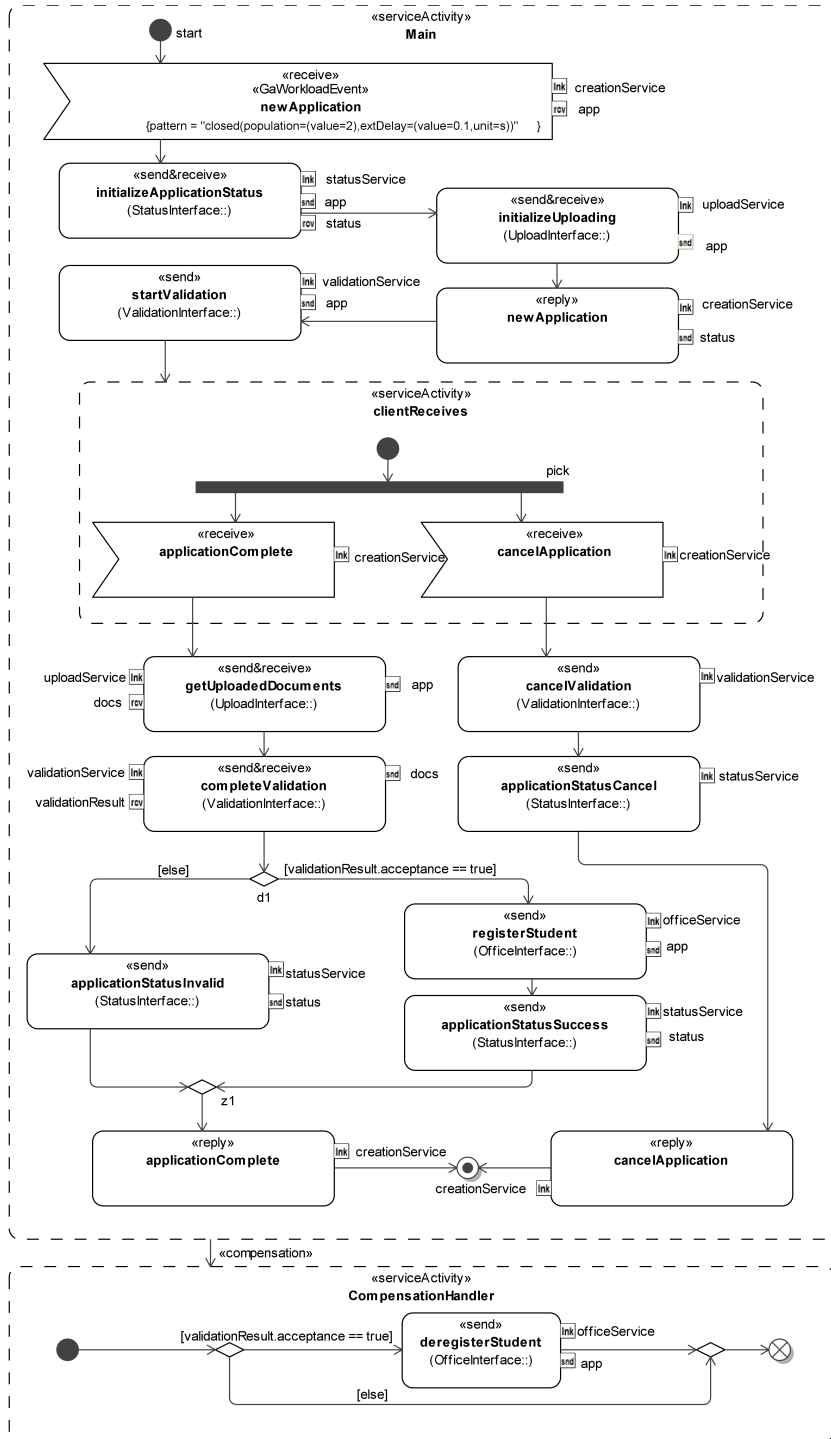 «serviceActivity»
Main
start
«receive»
«GaWorkloadEvent»
newApplication
{pattern = "closed(population=(value=2),extDelay=(value=0.1,unit=s))" }
lnk creationService
rcv app
«send&receive»
initializeApplicationStatus
(StatusInterface::)
lnk statusService
snd app
rcv status
«send&receive»
initializeUploading
(UploadInterface::)
lnk uploadService
snd app
«send»
startValidation
(ValidationInterface::)
lnk validationService
snd app
«reply»
newApplication
lnk creationService
snd status
«serviceActivity»
clientReceives
pick
«receive»
applicationComplete
lnk creationService
«receive»
cancelApplication
lnk creationService
uploadService lnk
docs rcv
«send&receive»
getUploadedDocuments
(UploadInterface::)
snd app
«send»
cancelValidation
(ValidationInterface::)
lnk validationService
validationService lnk
validationResult rcv
«send&receive»
completeValidation
(ValidationInterface::)
snd docs
«send»
applicationStatusCancel
(StatusInterface::)
lnk statusService
[else]
[validationResult.acceptance == true]
d1
«send»
registerStudent
(OfficeInterface::)
lnk officeService
snd app
«send»
applicationStatusInvalid
(StatusInterface::)
lnk statusService
snd status
«send»
applicationStatusSuccess
(StatusInterface::)
lnk statusService
snd status
z1
«reply»
applicationComplete
lnk creationService
«reply»
cancelApplication
creationService lnk
«compensation»
«serviceActivity»
CompensationHandler
[validationResult.acceptance == true]
«send»
deregisterStudent
(OfficeInterface::)
lnk officeService
snd app
[else]